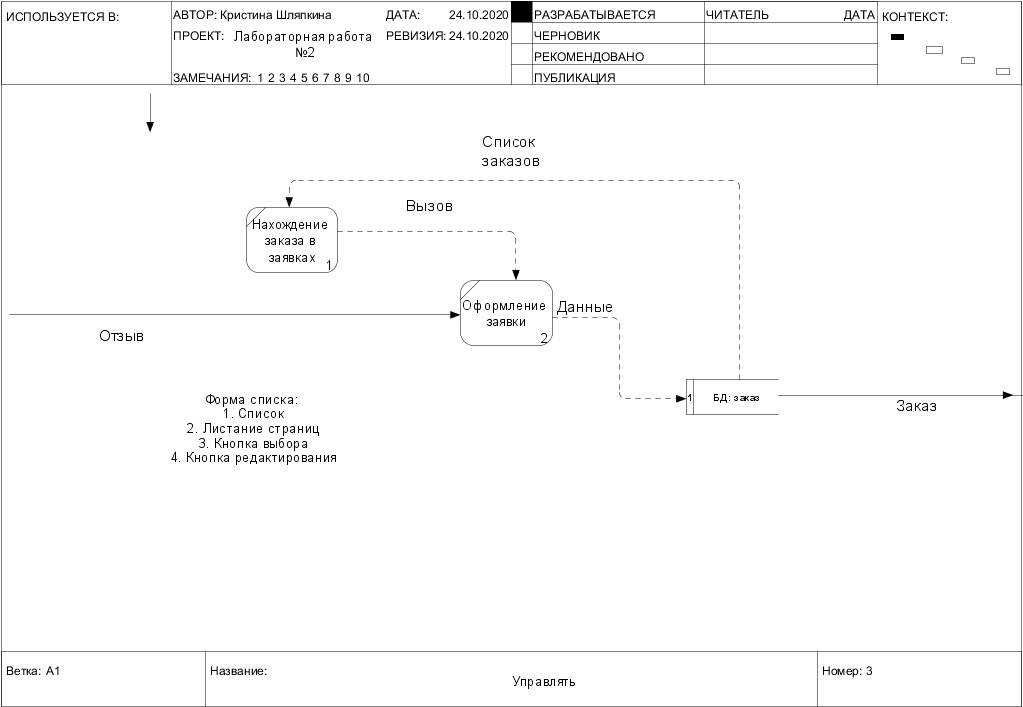 ИСПОЛЬЗУЕТСЯ В:
АВТОР: Кристина Шляпкина
ДАТА: 24.10.2020
ПРОЕКТ: Лабораторная работа
№2
РЕВИЗИЯ: 24.10.2020
ЗАМЕЧАНИЯ: 1 2 3 4 5 6 7 8 9 10
РАЗРАБАТЫВАЕТСЯ
ЧЕРНОВИК
РЕКОМЕНДОВАНО
ПУБЛИКАЦИЯ
ЧИТАТЕЛЬ
ДАТА
КОНТЕКСТ:
Список
заказов
Вызов
Нахождение
заказа в
заявках
1
Оформление
заявки
2
Данные
Отзыв
1
БД: заказ
Заказ
Форма списка:
1. Список
2. Листание страниц
3. Кнопка выбора
4. Кнопка редактирования
Ветка: A1
Название:
Управлять
Номер: 3